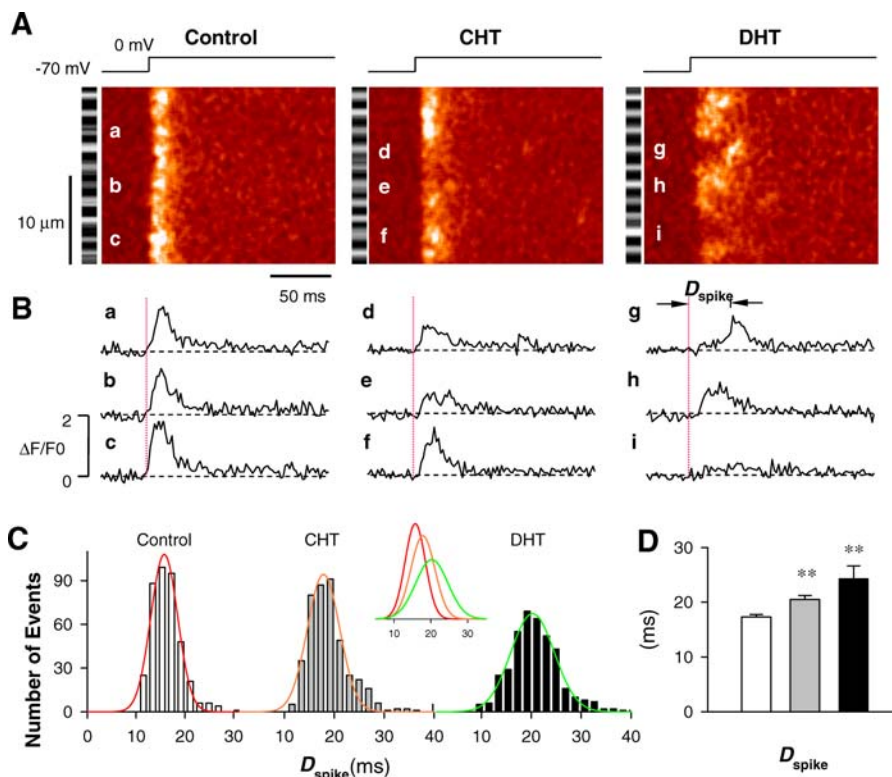 A
0 mV
Control
CHT
DHT
-70 mV
a
d
g
b
e
h
10 µm
c
f
i
50 ms
D spike
B
a
d
g
b
e
h
2
ΔF/F0
c
f
i
0
C
Control
CHT
DHT
D
Number of Events
90
60
30
0
10 20 30
0 10 20 30 40
10 20 30
10 20 30 40
D spike (ms)
30
20
10
0
(ms)
**
**
D spike